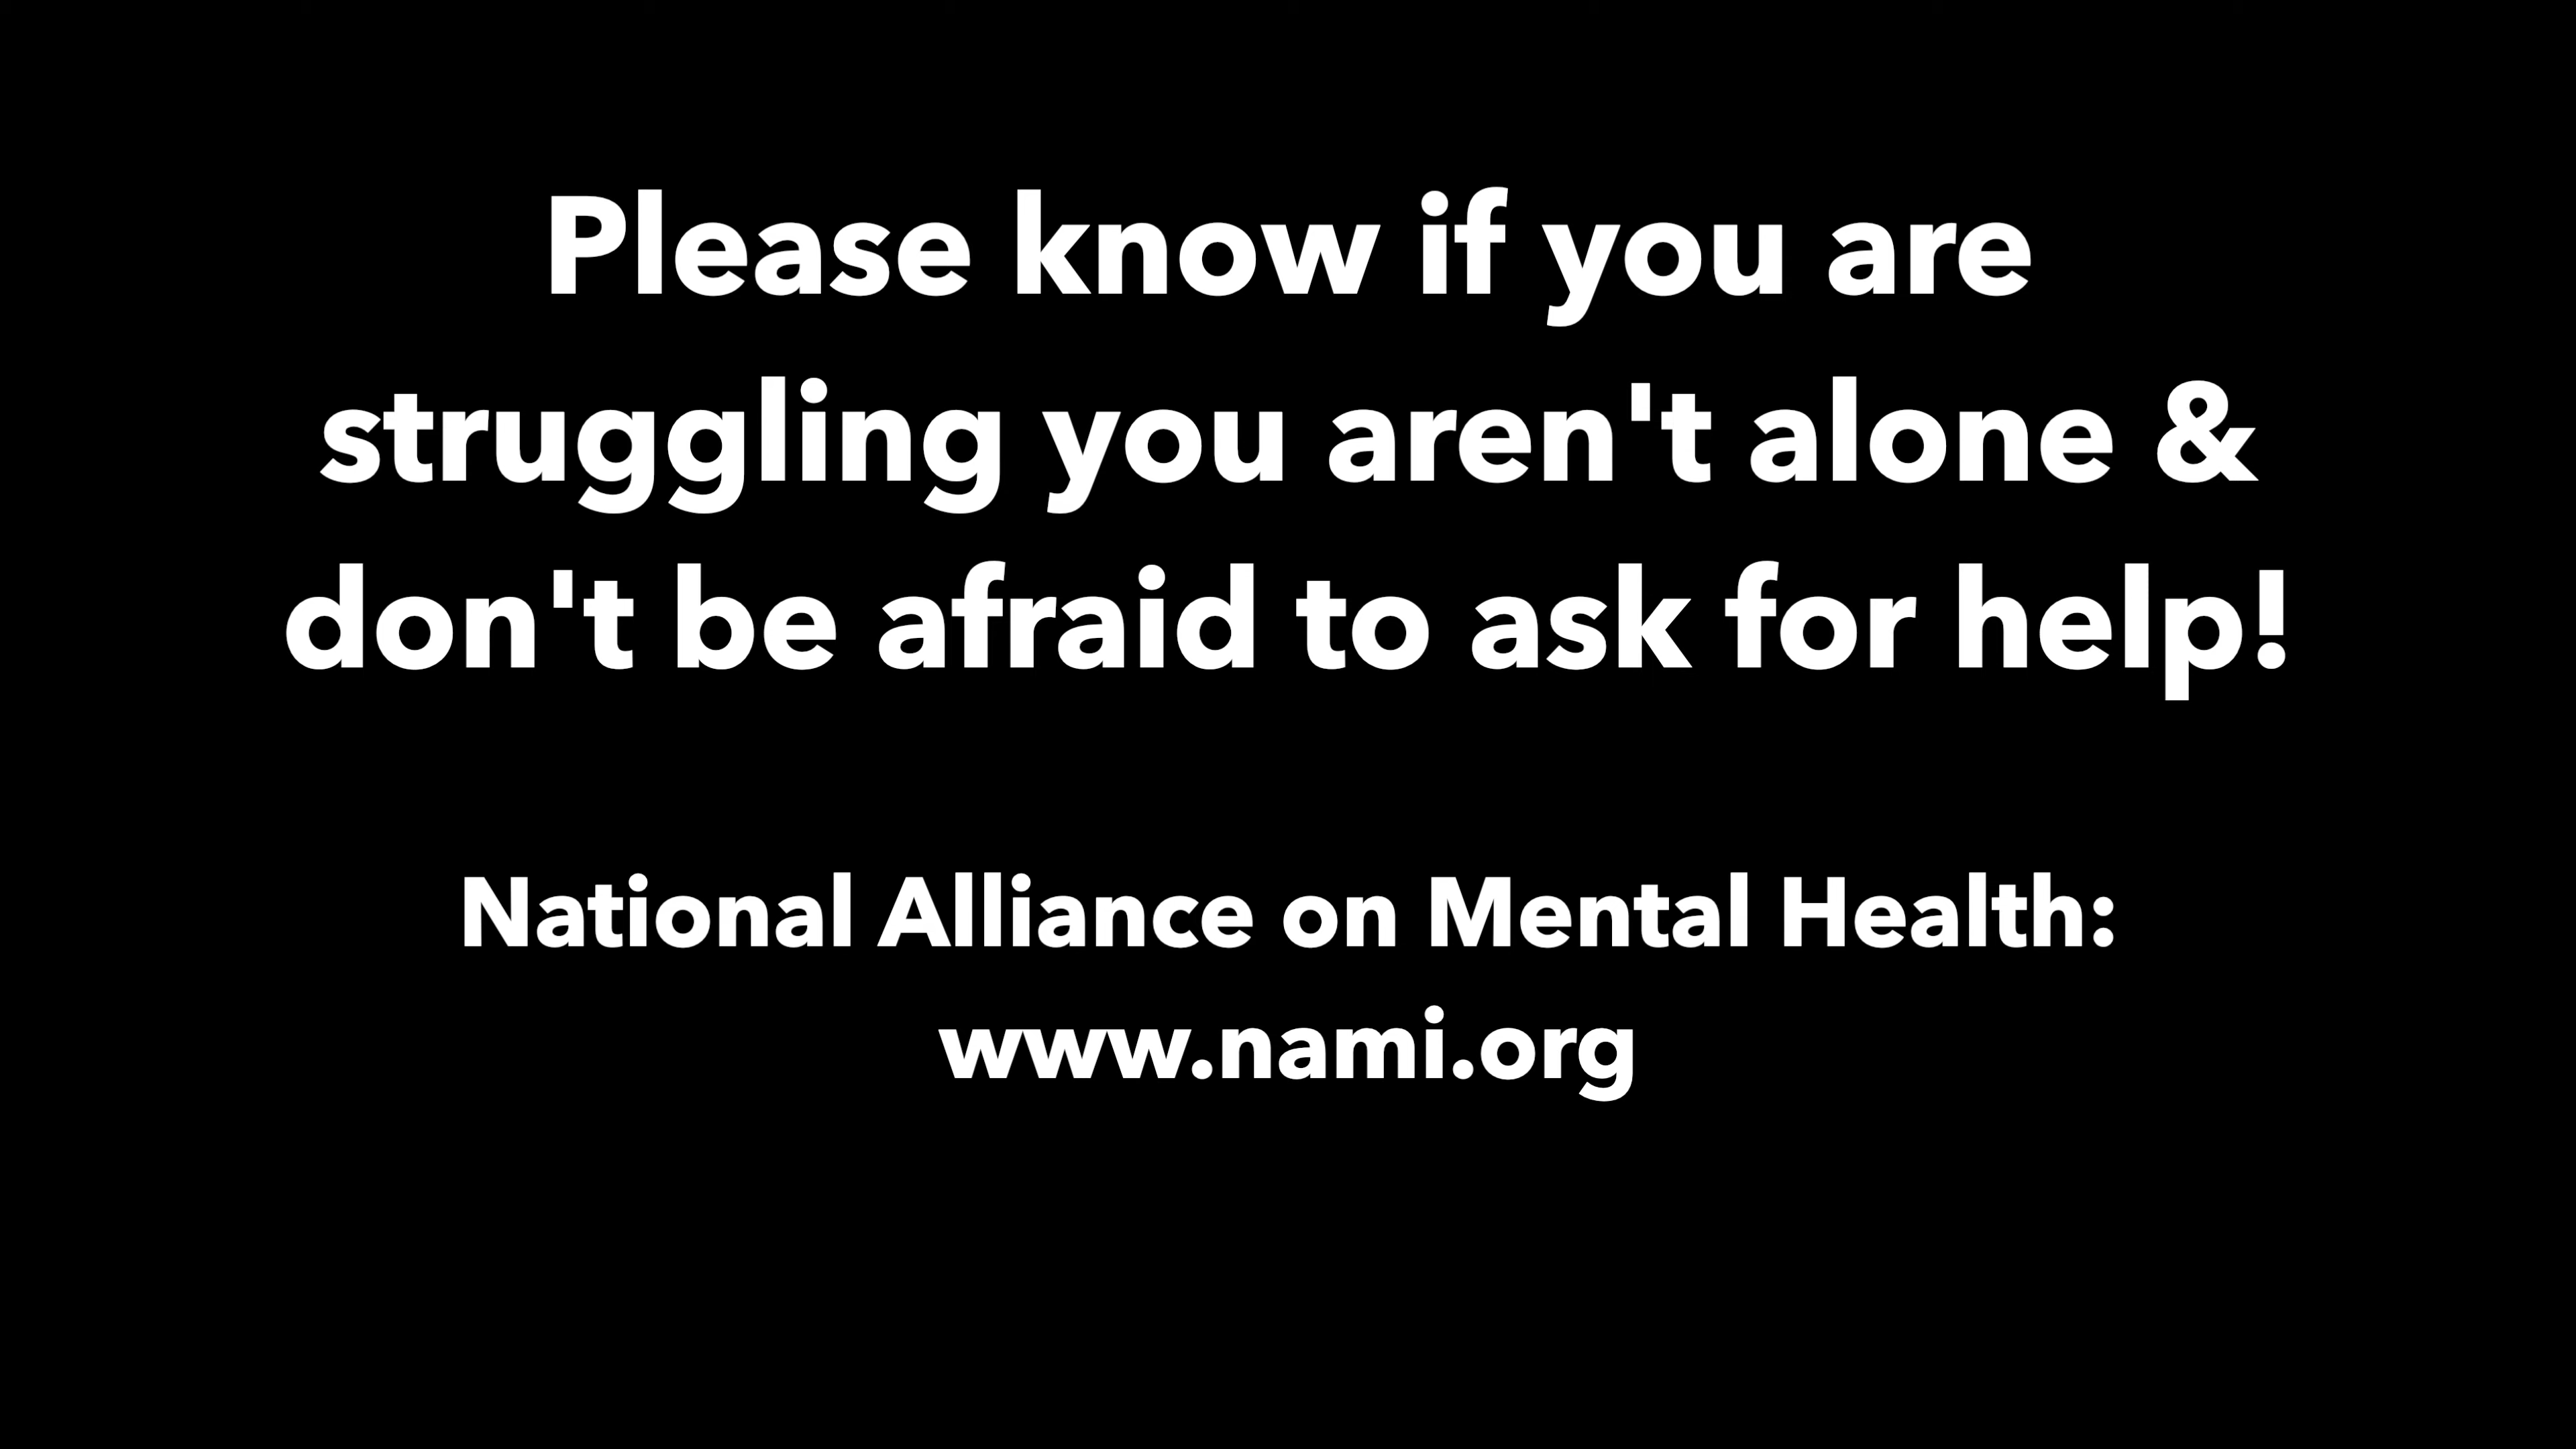 Please know if you are
struggling you aren't alone &
don't be afraid to ask for help!
National Alliance on Mental Health:
www.nami.org